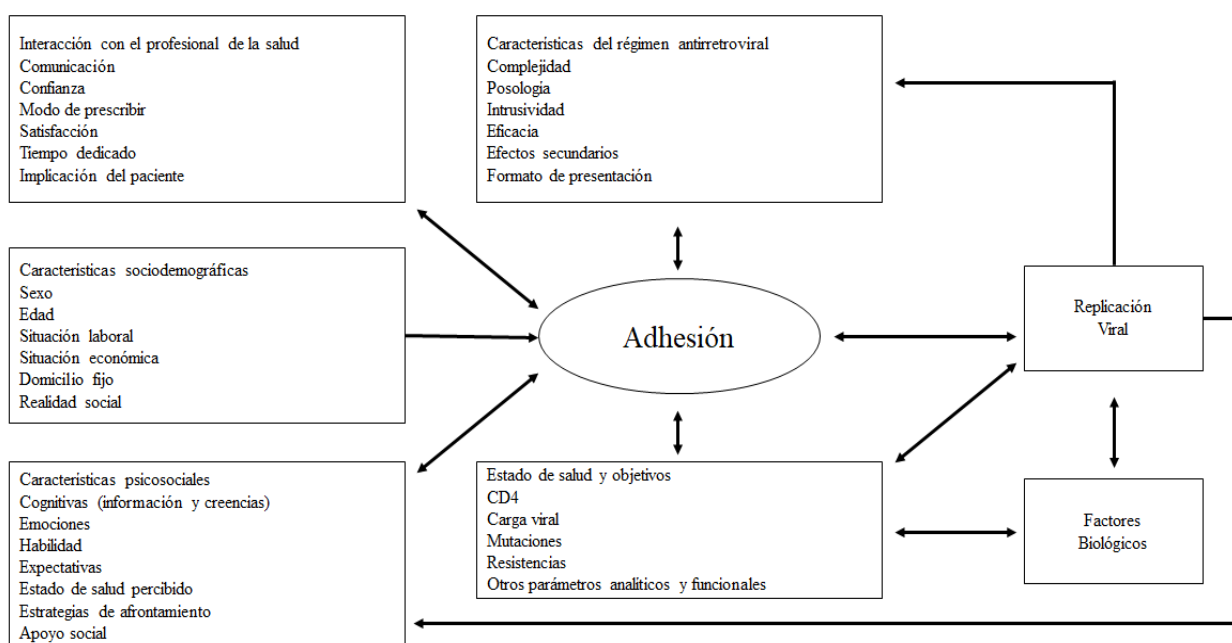 Interacción con el profesional de la salud
Comunicación
Confianza
Modo de prescribir
Satisfacción
Tiempo dedicado
Implicación del paciente
Características del régimen antirretroviral
Complejidad
Posología
Intrusividad
Eficacia
Efectos secundarios
Formato de presentación
Características sociodemográficas
Sexo
Edad
Situación laboral
Situación económica
Domicilio fijo
Realidad social
Adhesión
Replicación
Viral
Características psicosociales
Cognitivas (información y creencias)
Emociones
Habilidad
Expectativas
Estado de salud percibido
Estrategias de afrontamiento
Apoyo social
Estado de salud y objetivos
CD4
Carga viral
Mutaciones
Resistencias
Otros parámetros analíticos y funcionales
Factores
Biológicos